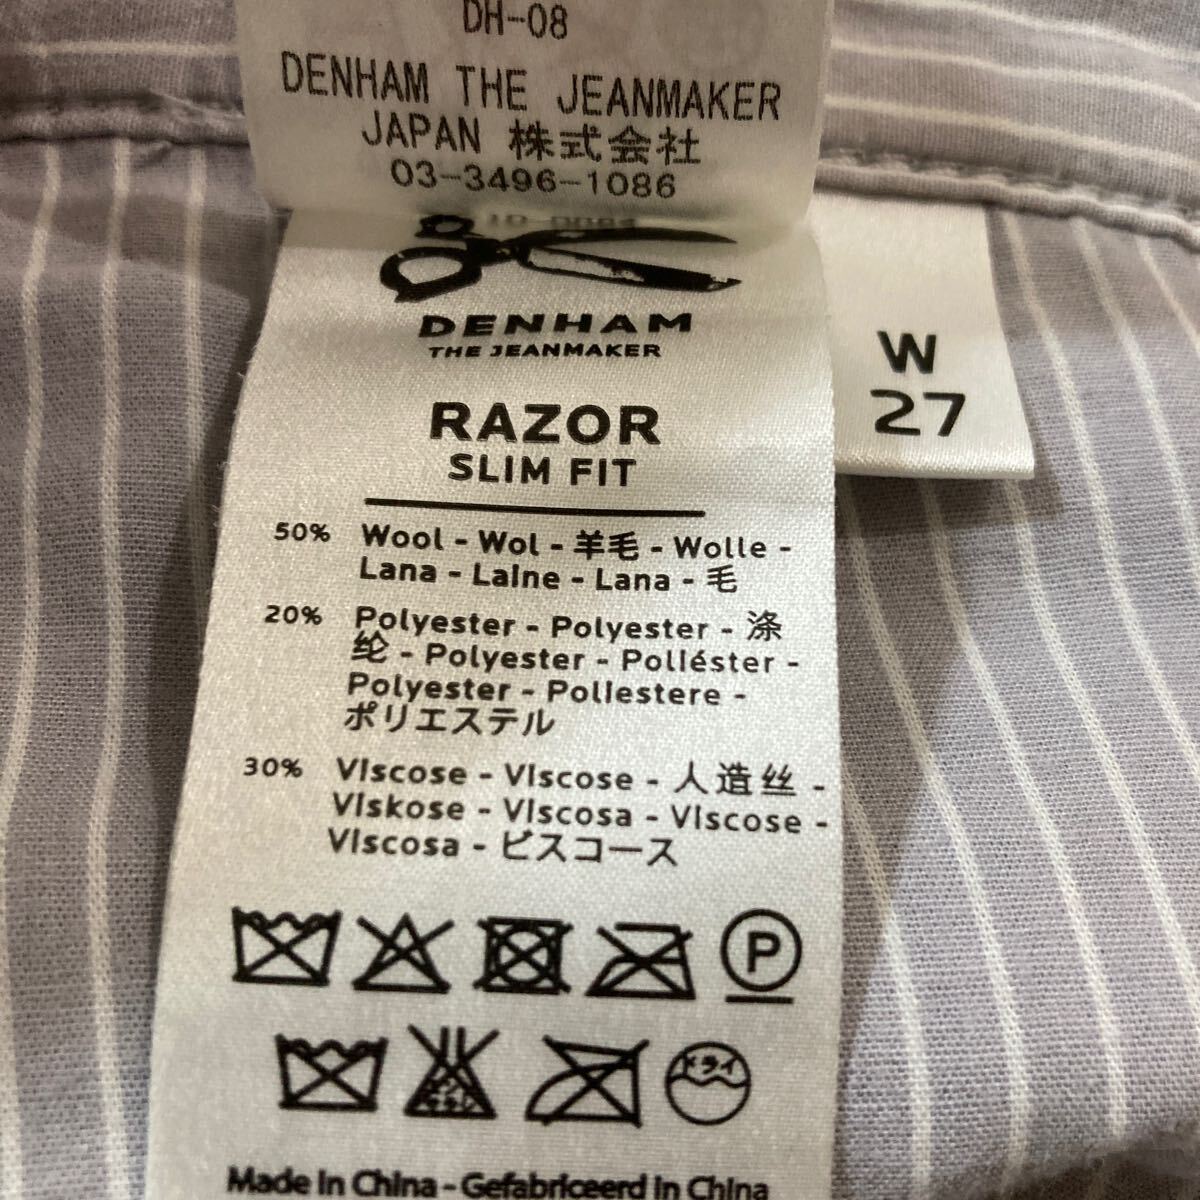 DH-08
DENHAM THE JEANMAKER
JAPAN 株式会社
03-3496-1086
DENHAM
THE JEANMAKER
W
27
RAZOR
SLIM FIT
50% Wool - Wol - 羊毛 - Wolle -
Lana - Laine - Lana - 毛
20% Polyester - Polyester - 涤
纶 - Polyester - Poliéster -
Polyester - Poliestere -
ポリエステル
30% Viscose - Viscose - 人造丝 -
Viskose - Viscosa - Viscose -
Viscosa - ビスコース
P
ドライ
Made in China - Gefabriceerd in China